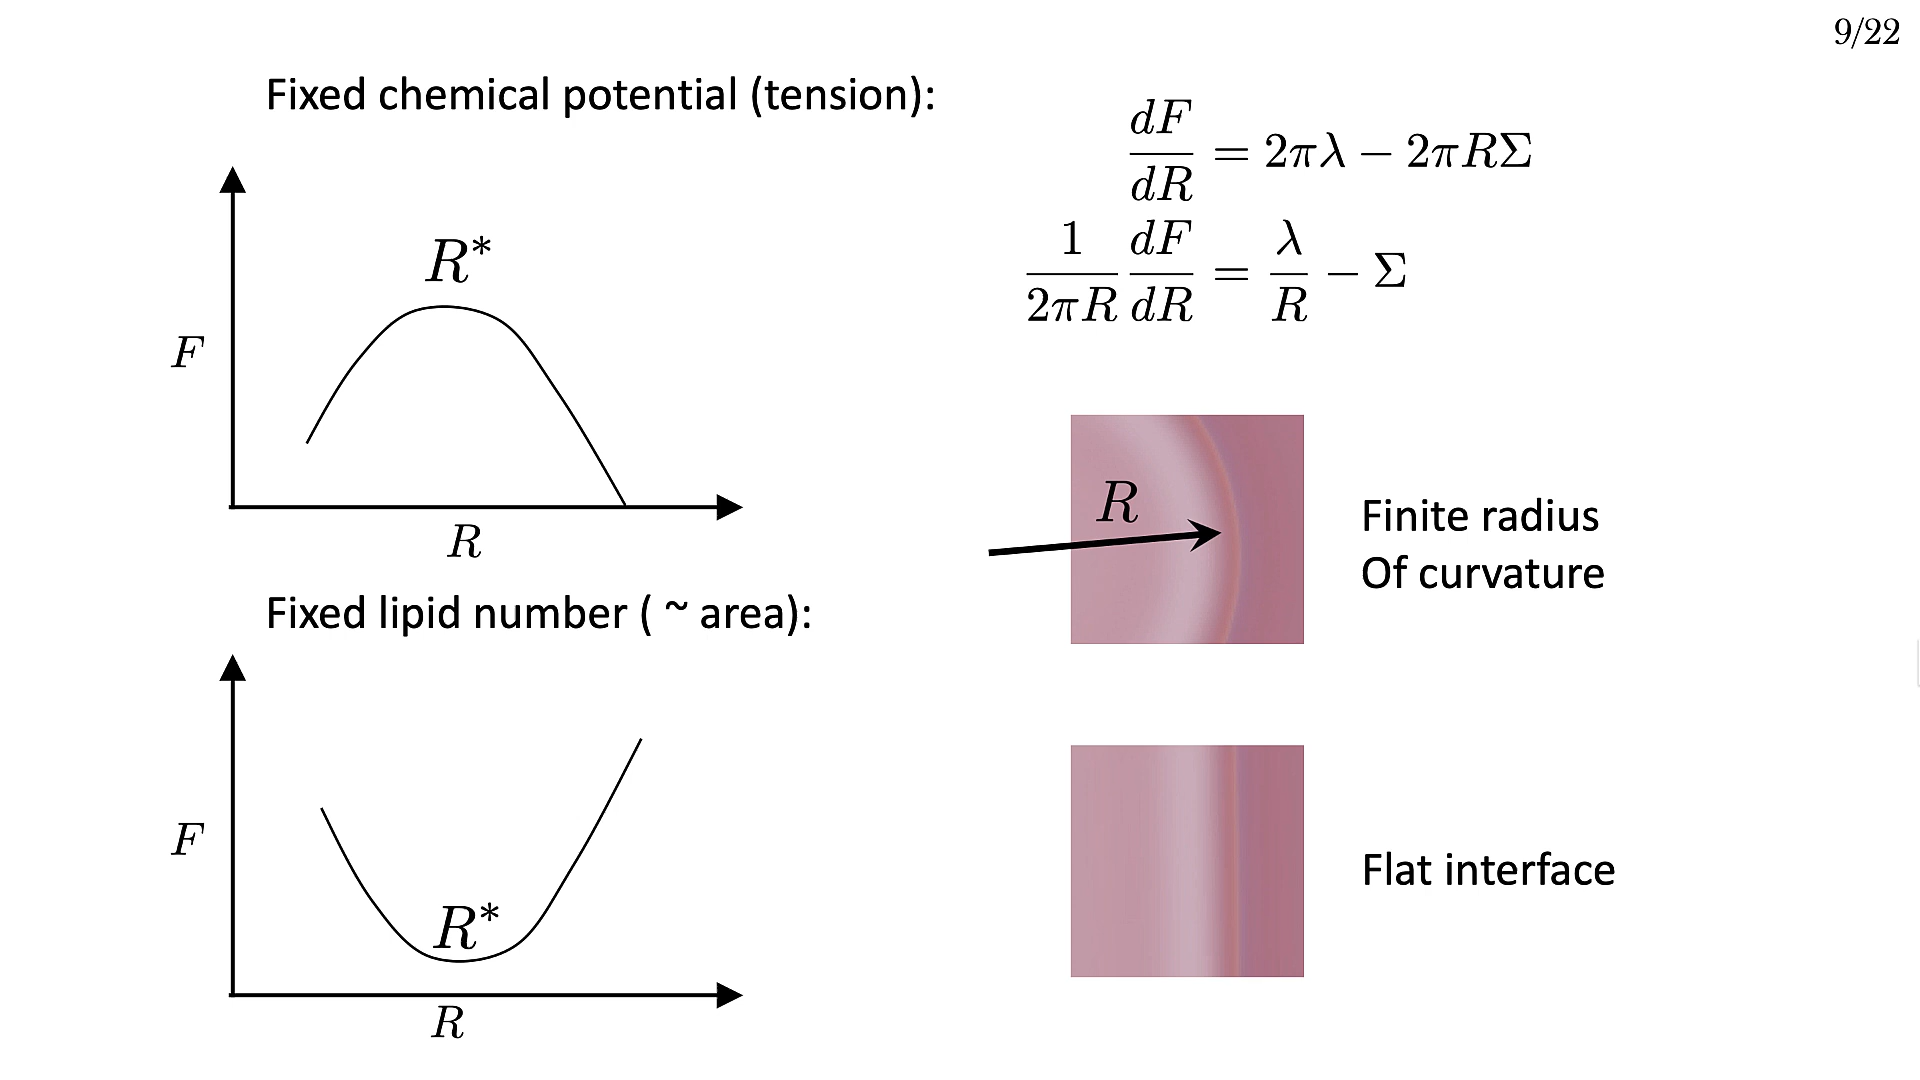 9/22
Fixed chemical potential (tension):
R*
F
R
Fixed lipid number ( ~ area):
F
R*
R
dF/dR = 2πλ − 2πRΣ
1/2πR dF/dR = λ/R − Σ
R
Finite radius
Of curvature
Flat interface